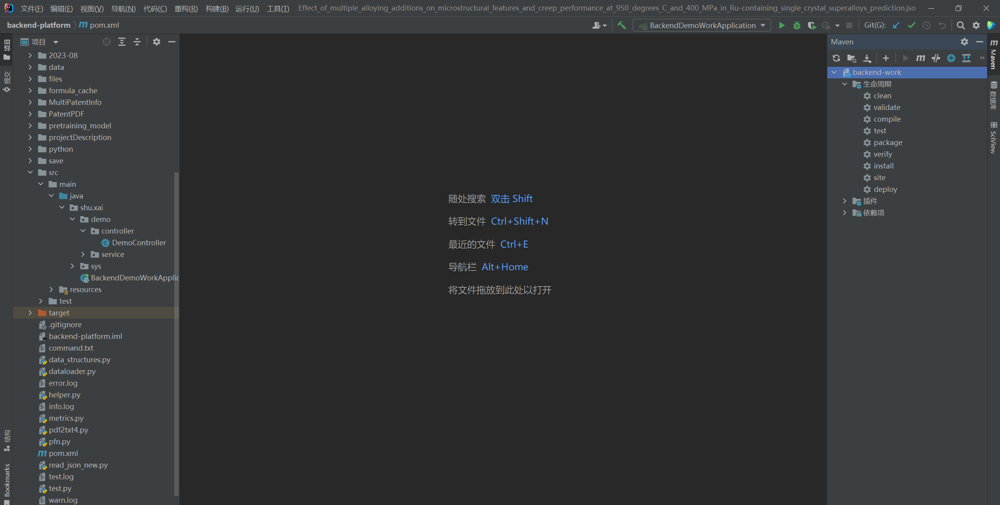 文件(F) 编辑(E) 视图(V) 导航(N) 代码(C) 重构(R) 构建(B) 运行(U) 工具(T) Effect_of_multiple_alloying_additions_on_microstructural_features_and_creep_performance_at_950_degrees_C_and_400_MPa_in_Ru-containing_single_crystal_superalloys_prediction.jso
backend-platform pom.xml BackendDemoWorkApplication Git(G):
项目
提交
结构
Bookmarks
项目
2023-08
data
files
formula_cache
MultiPatentInfo
PatentPDF
pretraining_model
projectDescription
python
save
src
main
java
shu.xai
demo
controller
DemoController
service
sys
BackendDemoWorkApplic
resources
test
target
.gitignore
backend-platform.iml
command.txt
data_structures.py
dataloader.py
error.log
helper.py
info.log
metrics.py
pdf2txt4.py
pfn.py
pom.xml
read_json_new.py
test.log
test.py
warn.log
随处搜索 双击 Shift
转到文件 Ctrl+Shift+N
最近的文件 Ctrl+E
导航栏 Alt+Home
将文件拖放到此处以打开
Maven
backend-work
生命周期
clean
validate
compile
test
package
verify
install
site
deploy
插件
依赖项
Maven
数据库
SciView